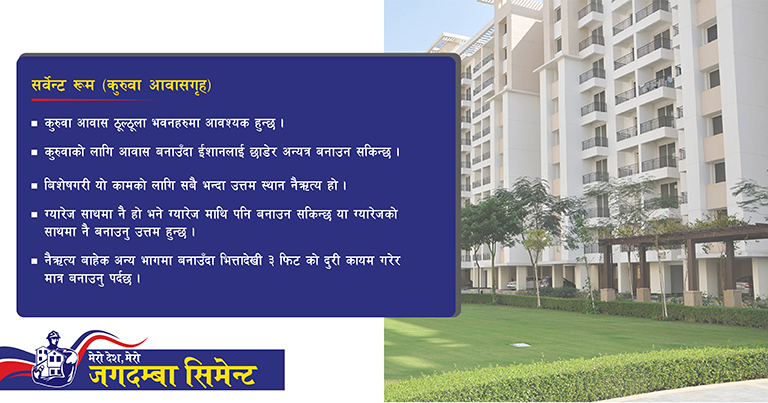 सर्वेन्ट रूम (कुरुवा आवासगृह)
कुरुवा आवास ठूल्ठूला भवनहरुमा आवश्यक हुन्छ ।
कुरुवाको लागि आवास बनाउँदा ईशानलाई छाडेर अन्यत्र बनाउन सकिन्छ ।
बिशेषगरी यो कामको लागि सबै भन्दा उत्तम स्थान नैऋत्य हो ।
ग्यारेज साथमा नै हो भने ग्यारेज माथि पनि बनाउन सकिन्छ या ग्यारेजको
साथमा नै बनाउनु उत्तम हुन्छ ।
नैऋत्य बाहेक अन्य भागमा बनाउँदा भित्तादेखी ३ फिट को दुरी कायम गरेर
मात्र बनाउनु पर्दछ ।
मेरो देश, मेरो
जगदम्बा सिमेन्ट